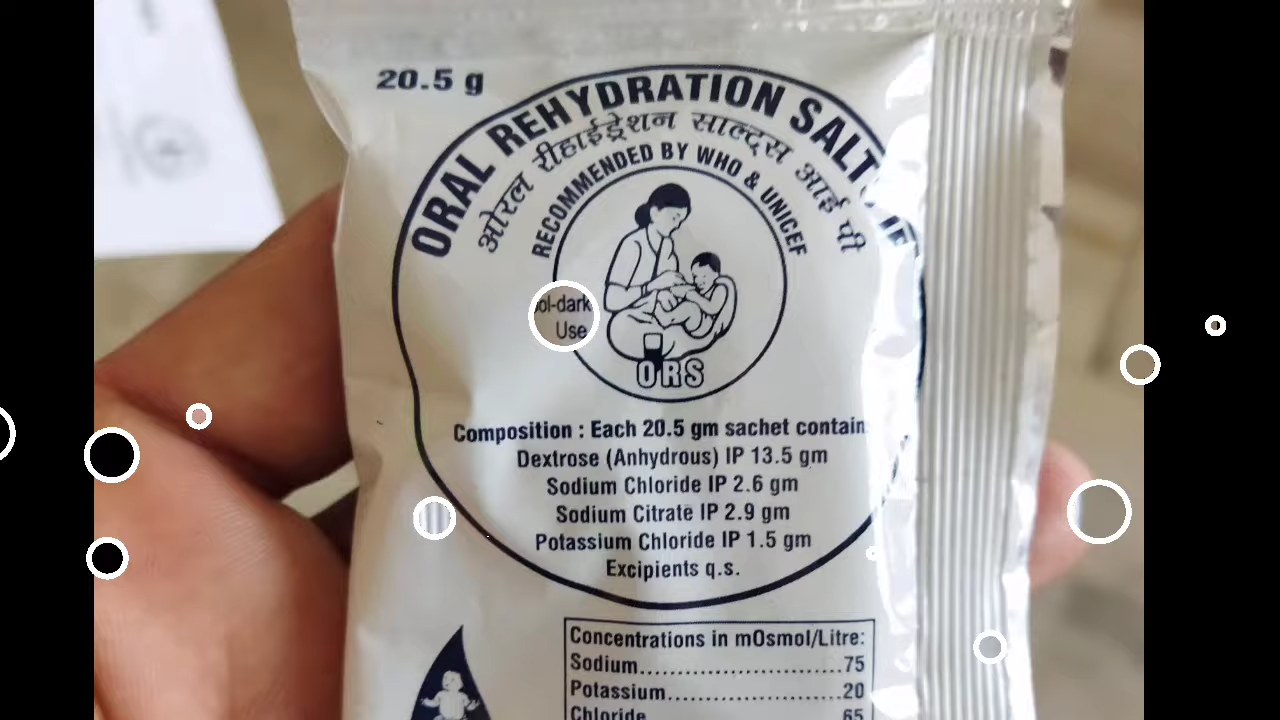 20.5 g
ORAL REHYDRATION SALTS IP
ओरल रीहाईड्रेशन साल्ट्स आई पी
RECOMMENDED BY WHO & UNICEF
ol-dark
Use
ORS
Composition : Each 20.5 gm sachet contain
Dextrose (Anhydrous) IP 13.5 gm
Sodium Chloride IP 2.6 gm
Sodium Citrate IP 2.9 gm
Potassium Chloride IP 1.5 gm
Excipients q.s.
Concentrations in mOsmol/Litre:
Sodium..............................75
Potassium..........................20
Chloride 65